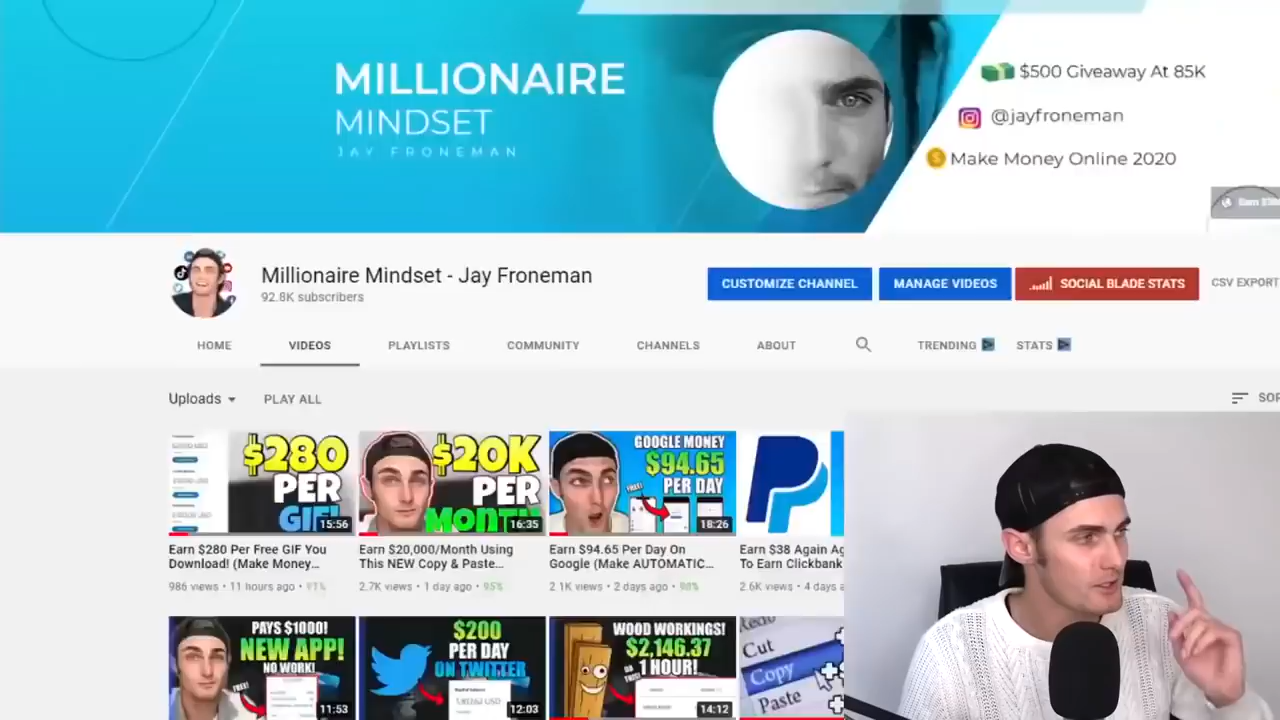 MILLIONAIRE
MINDSET
JAY FRONEMAN
$500 Giveaway At 85K
@jayfroneman
Make Money Online 2020
Millionaire Mindset - Jay Froneman
92.8K subscribers
CUSTOMIZE CHANNEL
MANAGE VIDEOS
SOCIAL BLADE STATS
CSV EXPORT
HOME
VIDEOS
PLAYLISTS
COMMUNITY
CHANNELS
ABOUT
TRENDING
STATS
Uploads
PLAY ALL
SOR
$280
PER
GIF!
15:56
$20K
PER
MONTH
16:35
GOOGLE MONEY
$94.65
PER DAY
FREE!
18:26
Earn $280 Per Free GIF You
Download! (Make Money...
986 views • 11 hours ago • 91%
Earn $20,000/Month Using
This NEW Copy & Paste...
2.7K views • 1 day ago • 95%
Earn $94.65 Per Day On
Google (Make AUTOMATIC...
2.1K views • 2 days ago • 98%
Earn $38 Again Ag
To Earn Clickbank
2.6K views • 4 days a
PAYS $1000!
NEW APP!
NO WORK!
FREE!
11:53
$200
PER DAY
ON TWITTER
12:03
WOOD WORKINGS!
$2,146.37
1 HOUR!
14:12
Redo
Cut
Copy
Paste